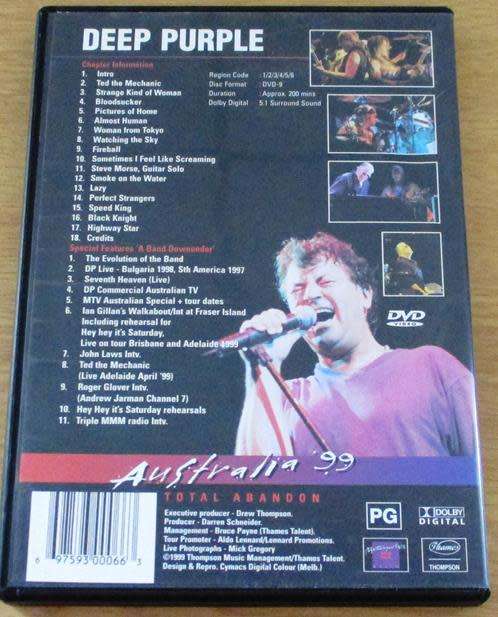 DEEP PURPLE
Chapter Information
1. Intro
2. Ted the Mechanic
3. Strange Kind of Woman
4. Bloodsucker
5. Pictures of Home
6. Almost Human
7. Woman from Tokyo
8. Watching the Sky
9. Fireball
10. Sometimes I Feel Like Screaming
11. Steve Morse, Guitar Solo
12. Smoke on the Water
13. Lazy
14. Perfect Strangers
15. Speed King
16. Black Knight
17. Highway Star
18. Credits
Region Code : 1/2/3/4/5/6
Disc Format : DVD-9
Duration : Approx. 200 mins
Dolby Digital 5.1 Surround Sound
Special Features 'A Band Downunder'
1. The Evolution of the Band
2. DP Live - Bulgaria 1998, Sth America 1997
3. Seventh Heaven (Live)
4. DP Commercial Australian TV
5. MTV Australian Special + tour dates
6. Ian Gillan's Walkabout/Int at Fraser Island
Including rehearsal for
Hey hey it's Saturday,
Live on tour Brisbane and Adelaide 1999
7. John Laws Intv.
8. Ted the Mechanic
(Live Adelaide April '99)
9. Roger Glover Intv.
(Andrew Jarman Channel 7)
10. Hey Hey it's Saturday rehearsals
11. Triple MMM radio Intv.
DVD
VIDEO
Australia '99
TOTAL ABANDON
Executive producer - Drew Thompson.
Producer - Darren Schneider.
Management - Bruce Payne (Thames Talent).
Tour Promoter - Aldo Lennard/Lennard Promotions.
Live Photographs - Mick Gregory
©1999 Thompson Music Management/Thames Talent.
Design & Repro. Cymacs Digital Colour (Melb.)
6 97593 00066 3
PG
DOLBY
DIGITAL
Thames
THOMPSON